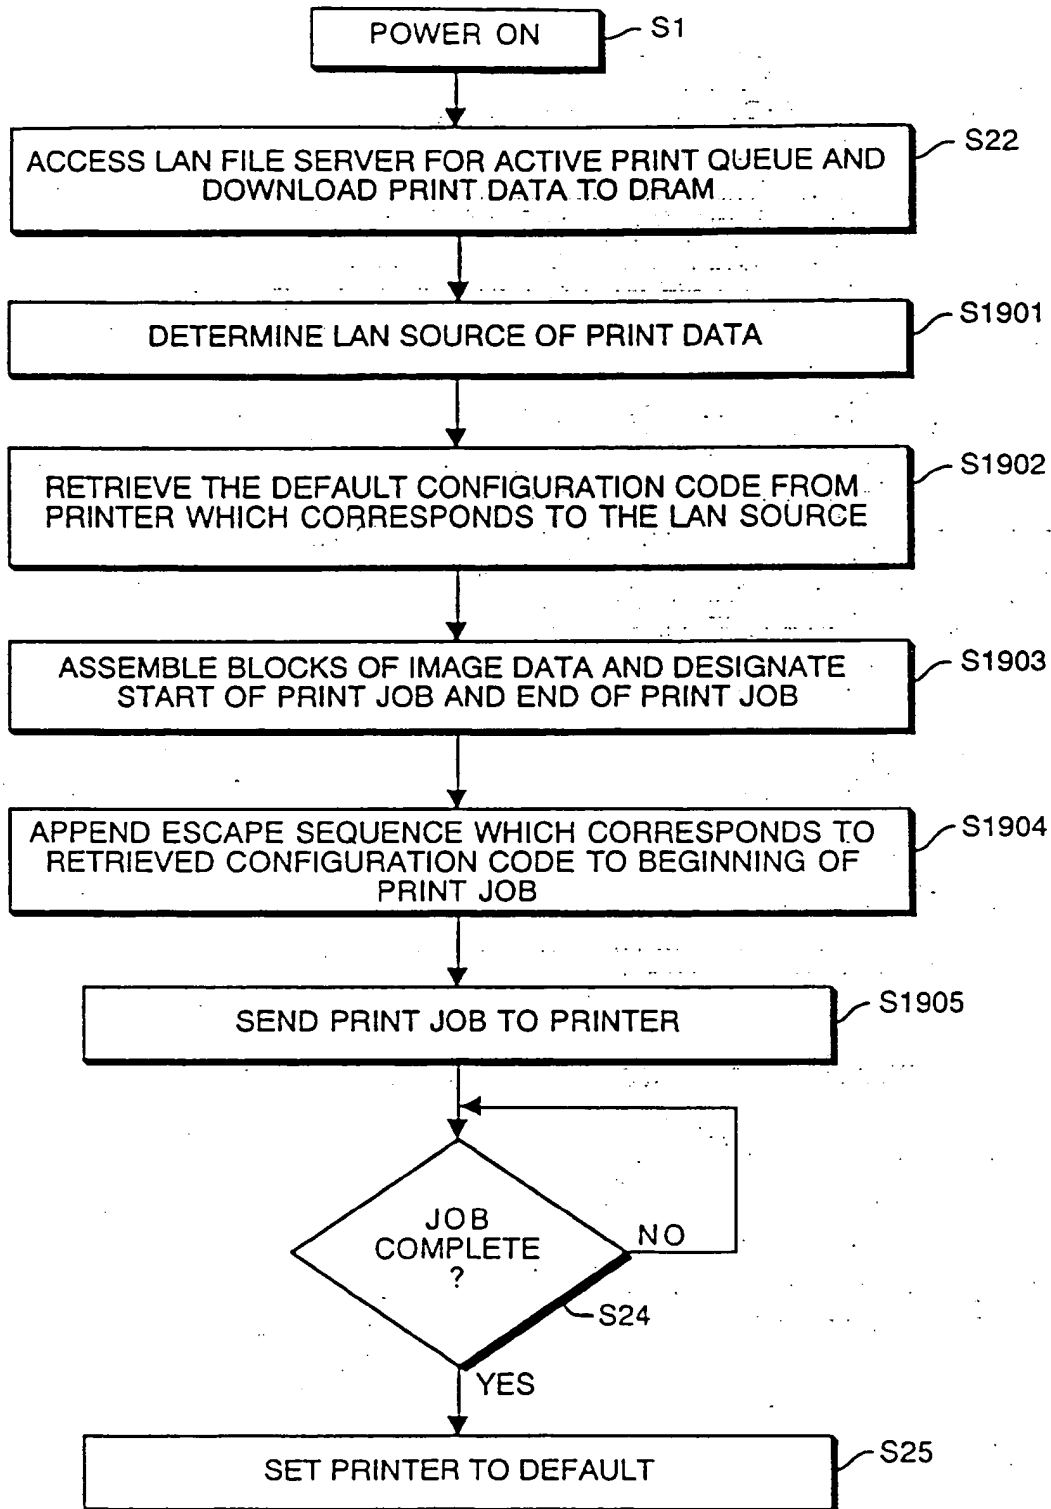 POWER ON
S1
ACCESS LAN FILE SERVER FOR ACTIVE PRINT QUEUE AND
DOWNLOAD PRINT DATA TO DRAM
S22
DETERMINE LAN SOURCE OF PRINT DATA
S1901
RETRIEVE THE DEFAULT CONFIGURATION CODE FROM
PRINTER WHICH CORRESPONDS TO THE LAN SOURCE
S1902
ASSEMBLE BLOCKS OF IMAGE DATA AND DESIGNATE
START OF PRINT JOB AND END OF PRINT JOB
S1903
APPEND ESCAPE SEQUENCE WHICH CORRESPONDS TO
RETRIEVED CONFIGURATION CODE TO BEGINNING OF
PRINT JOB
S1904
SEND PRINT JOB TO PRINTER
S1905
JOB
COMPLETE
?
NO
S24
YES
SET PRINTER TO DEFAULT
S25